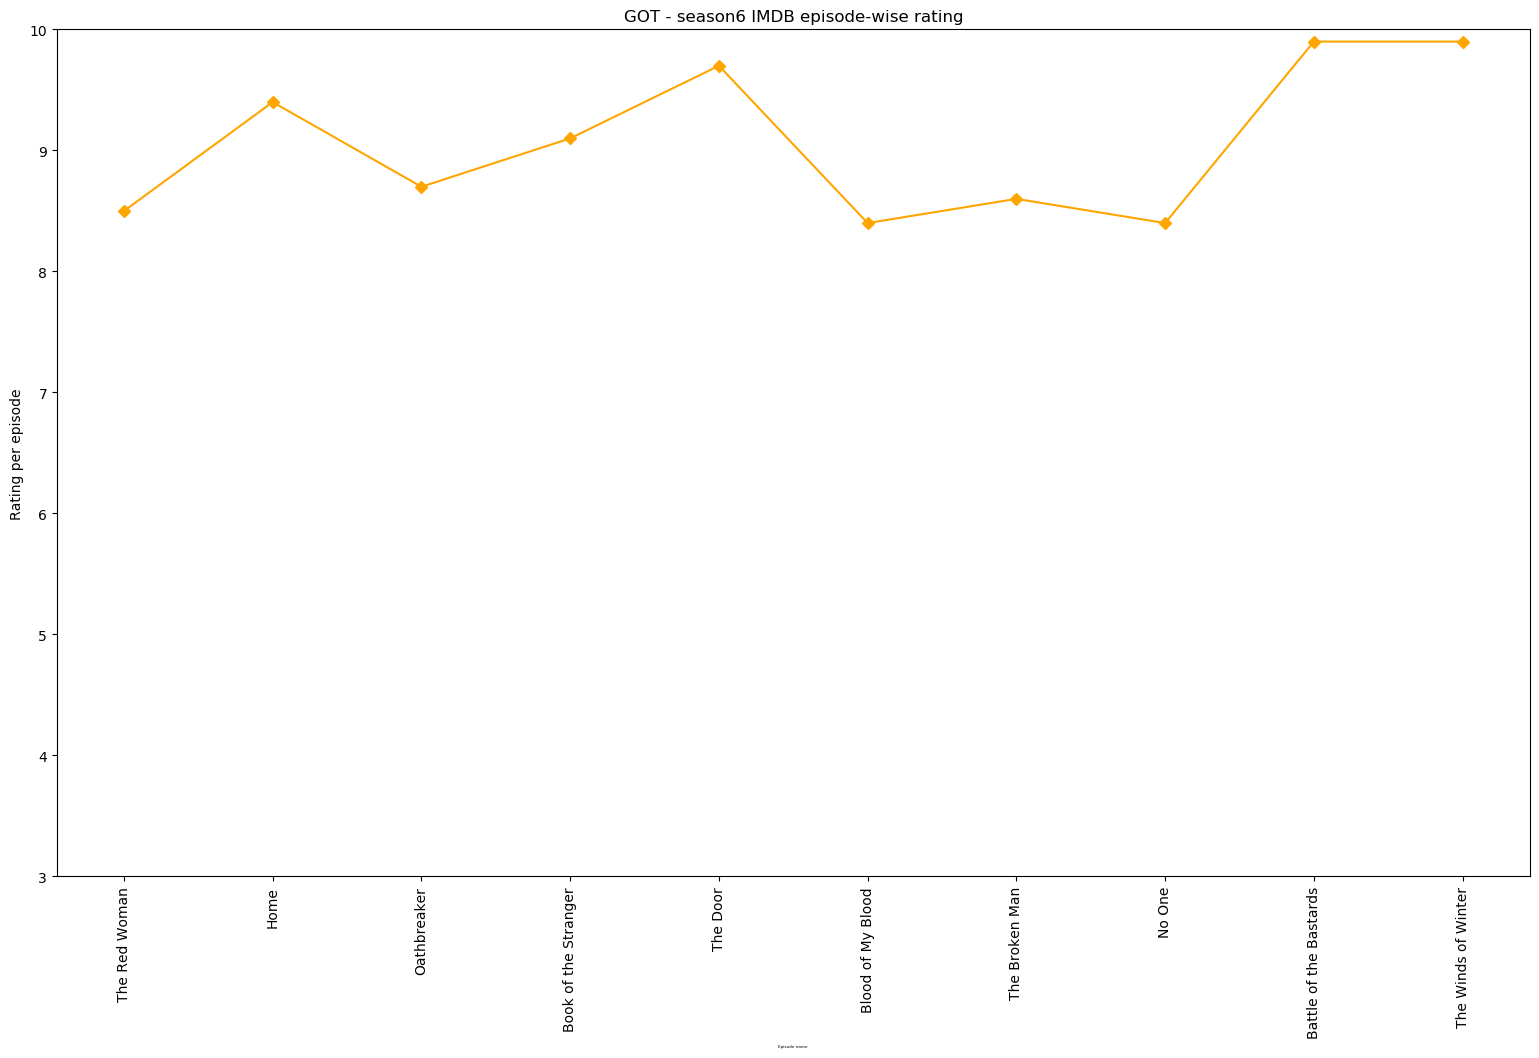 GOT - season6 IMDB episode-wise rating
Rating per episode
10
9
8
7
6
5
4
3
The Red Woman
Home
Oathbreaker
Book of the Stranger
The Door
Blood of My Blood
The Broken Man
No One
Battle of the Bastards
The Winds of Winter
Episode name